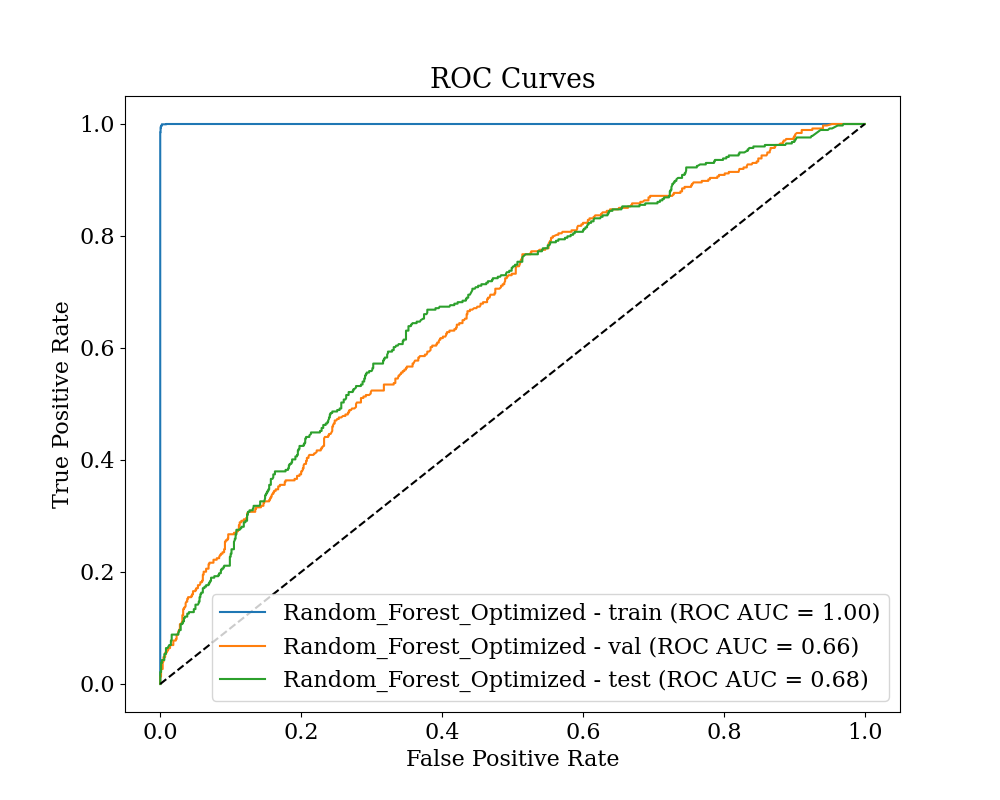 ROC Curves
True Positive Rate
1.0
0.8
0.6
0.4
0.2
0.0
Random_Forest_Optimized - train (ROC AUC = 1.00)
Random_Forest_Optimized - val (ROC AUC = 0.66)
Random_Forest_Optimized - test (ROC AUC = 0.68)
0.0 0.2 0.4 0.6 0.8 1.0
False Positive Rate